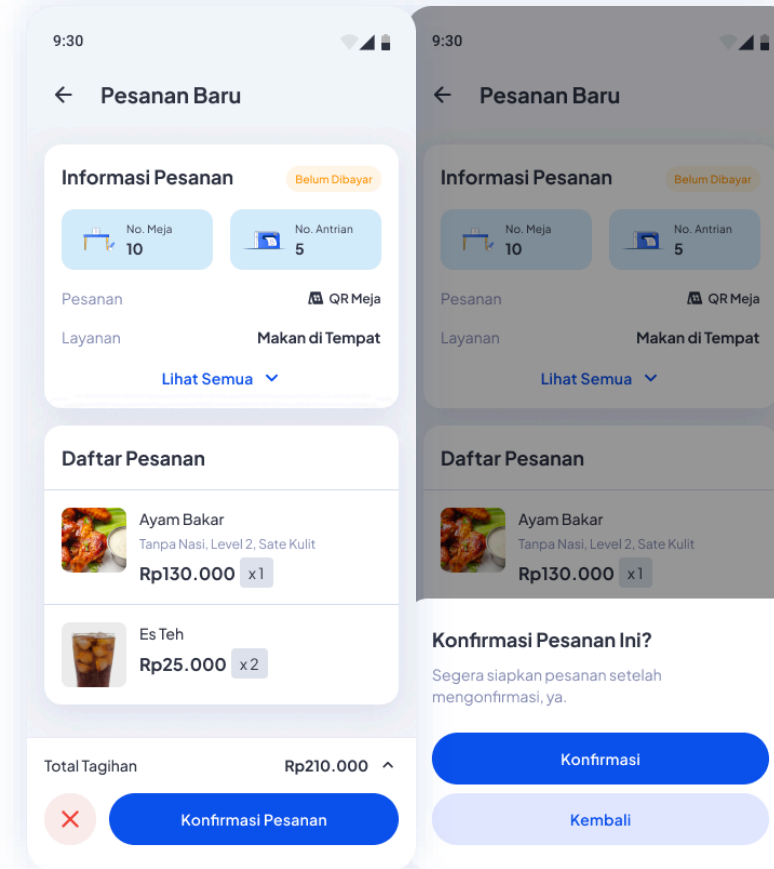 9:30
Pesanan Baru
Informasi Pesanan
Belum Dibayar
No. Meja
10
No. Antrian
5
Pesanan
QR Meja
Layanan
Makan di Tempat
Lihat Semua
Daftar Pesanan
Ayam Bakar
Tanpa Nasi, Level 2, Sate Kulit
Rp130.000 x1
Es Teh
Rp25.000 x2
Total Tagihan
Rp210.000
Konfirmasi Pesanan
9:30
Pesanan Baru
Informasi Pesanan
Belum Dibayar
No. Meja
10
No. Antrian
5
Pesanan
QR Meja
Layanan
Makan di Tempat
Lihat Semua
Daftar Pesanan
Ayam Bakar
Tanpa Nasi, Level 2, Sate Kulit
Rp130.000 x1
Konfirmasi Pesanan Ini?
Segera siapkan pesanan setelah
mengonfirmasi, ya.
Konfirmasi
Kembali